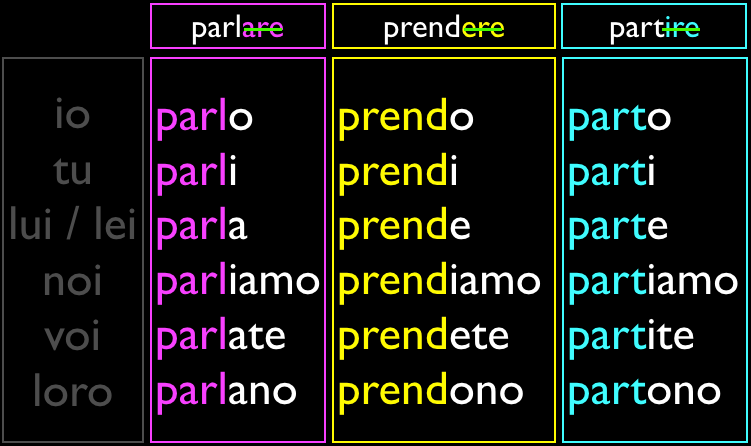 parlare prendere partire
io parlo prendo parto
tu parli prendi parti
lui / lei parla prende parte
noi parliamo prendiamo partiamo
voi parlate prendete partite
loro parlano prendono partono